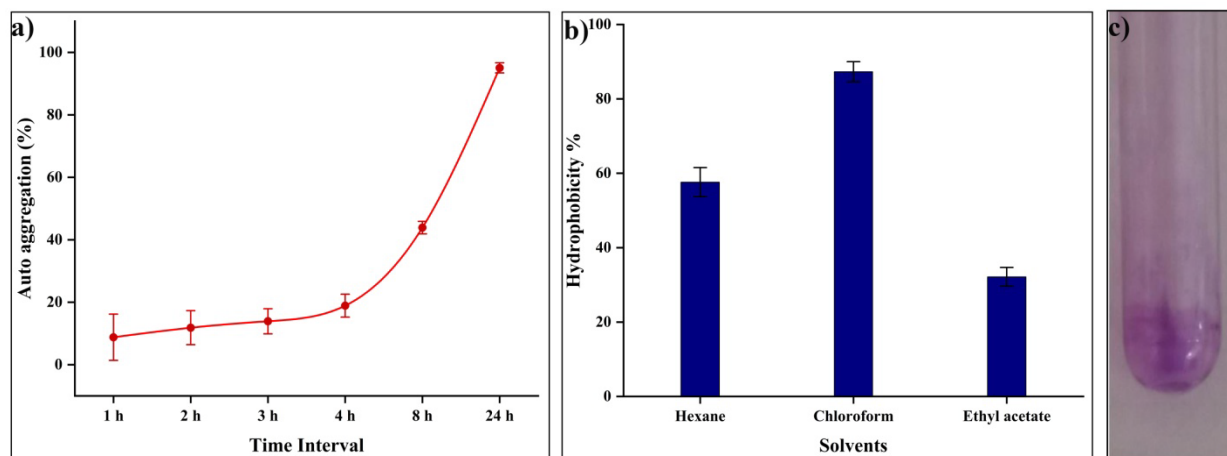 a)
100
80
60
40
20
0
Auto aggregation (%)
1 h 2 h 3 h 4 h 8 h 24 h
Time Interval
b)
100
80
60
40
20
0
Hydrophobicity %
Hexane Chloroform Ethyl acetate
Solvents
c)